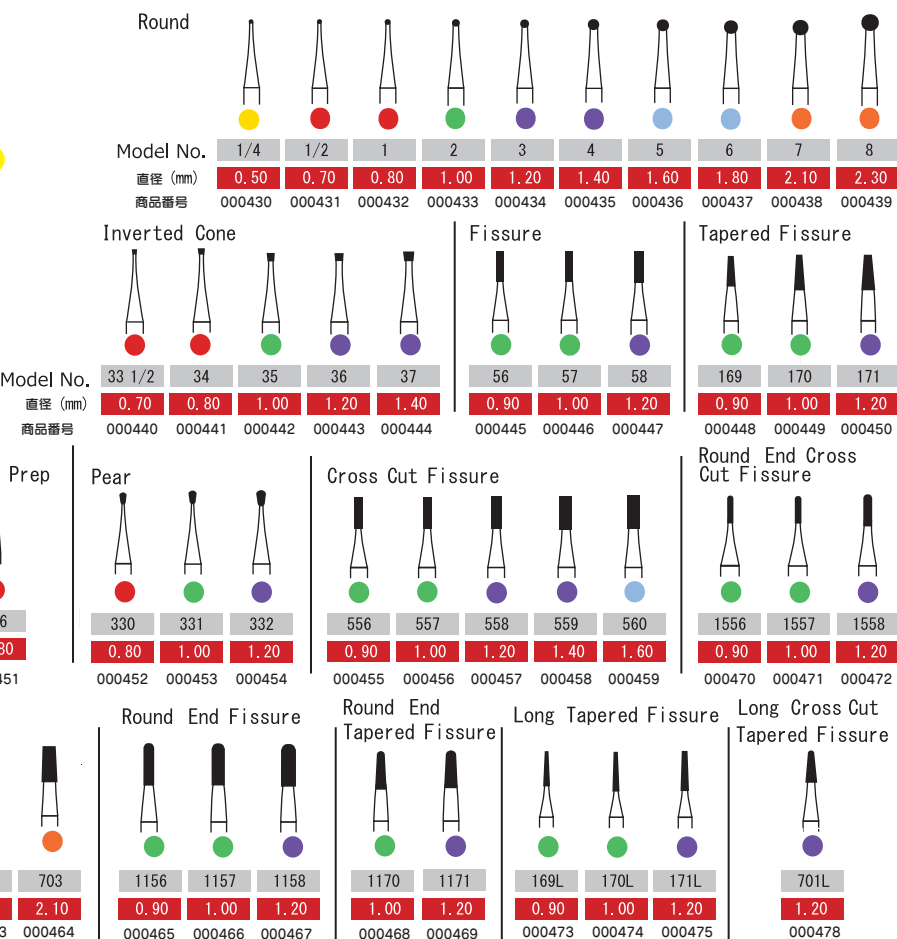 Round
Model No. 1/4 1/2 1 2 3 4 5 6 7 8
直径 (mm) 0.50 0.70 0.80 1.00 1.20 1.40 1.60 1.80 2.10 2.30
商品番号 000430 000431 000432 000433 000434 000435 000436 000437 000438 000439
Inverted Cone Fissure Tapered Fissure
Model No. 33 1/2 34 35 36 37 56 57 58 169 170 171
直径 (mm) 0.70 0.80 1.00 1.20 1.40 0.90 1.00 1.20 0.90 1.00 1.20
商品番号 000440 000441 000442 000443 000444 000445 000446 000447 000448 000449 000450
Prep Pear Cross Cut Fissure Round End Cross
Cut Fissure
6 330 331 332 556 557 558 559 560 1556 1557 1558
80 0.80 1.00 1.20 0.90 1.00 1.20 1.40 1.60 0.90 1.00 1.20
451 000452 000453 000454 000455 000456 000457 000458 000459 000470 000471 000472
Round End Fissure Round End Long Tapered Fissure Long Cross Cut
Tapered Fissure Tapered Fissure
703 1156 1157 1158 1170 1171 169L 170L 171L 701L
2.10 0.90 1.00 1.20 1.00 1.20 0.90 1.00 1.20 1.20
3 000464 000465 000466 000467 000468 000469 000473 000474 000475 000478